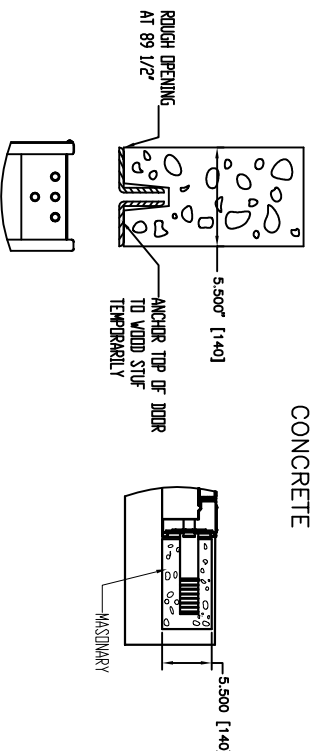 CONCRETE
5.500" [140]
ROUGH OPENING
AT 89 1/2"
ANCHOR TOP OF DOOR
TO WOOD STUF
TEMPORARILY
5.500 [140
MASONARY